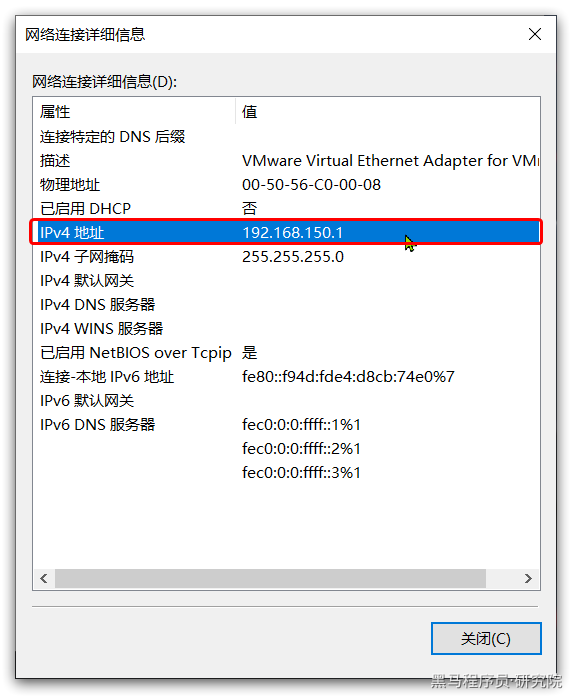 网络连接详细信息
网络连接详细信息(D):
属性 值
连接特定的 DNS 后缀
描述 VMware Virtual Ethernet Adapter for VM
物理地址 00-50-56-C0-00-08
已启用 DHCP 否
IPv4 地址 192.168.150.1
IPv4 子网掩码 255.255.255.0
IPv4 默认网关
IPv4 DNS 服务器
IPv4 WINS 服务器
已启用 NetBIOS over Tcpip 是
连接-本地 IPv6 地址 fe80::f94d:fde4:d8cb:74e0%7
IPv6 默认网关
IPv6 DNS 服务器 fec0:0:0:ffff::1%1
fec0:0:0:ffff::2%1
fec0:0:0:ffff::3%1
关闭(C)
黑马程序员-研究院